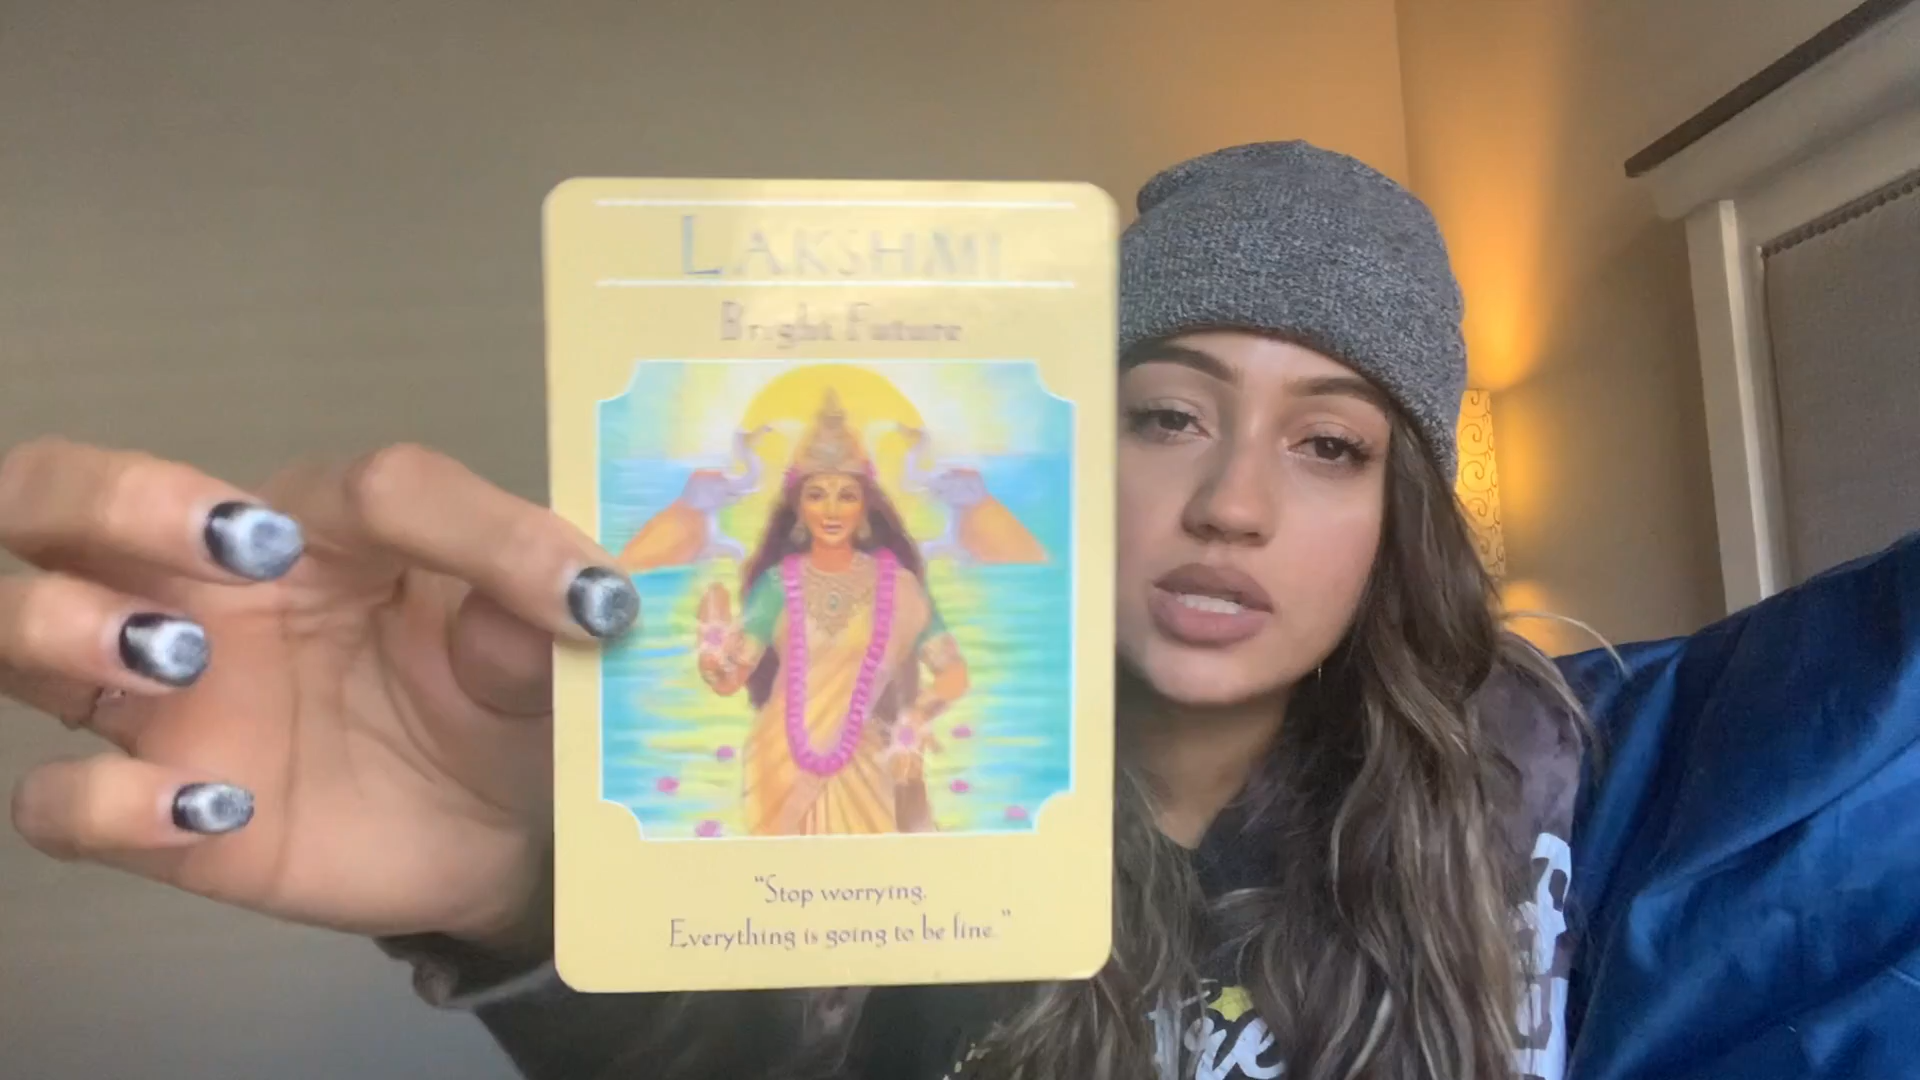 LAKSHMI
Bright Future
"Stop worrying.
Everything is going to be fine."